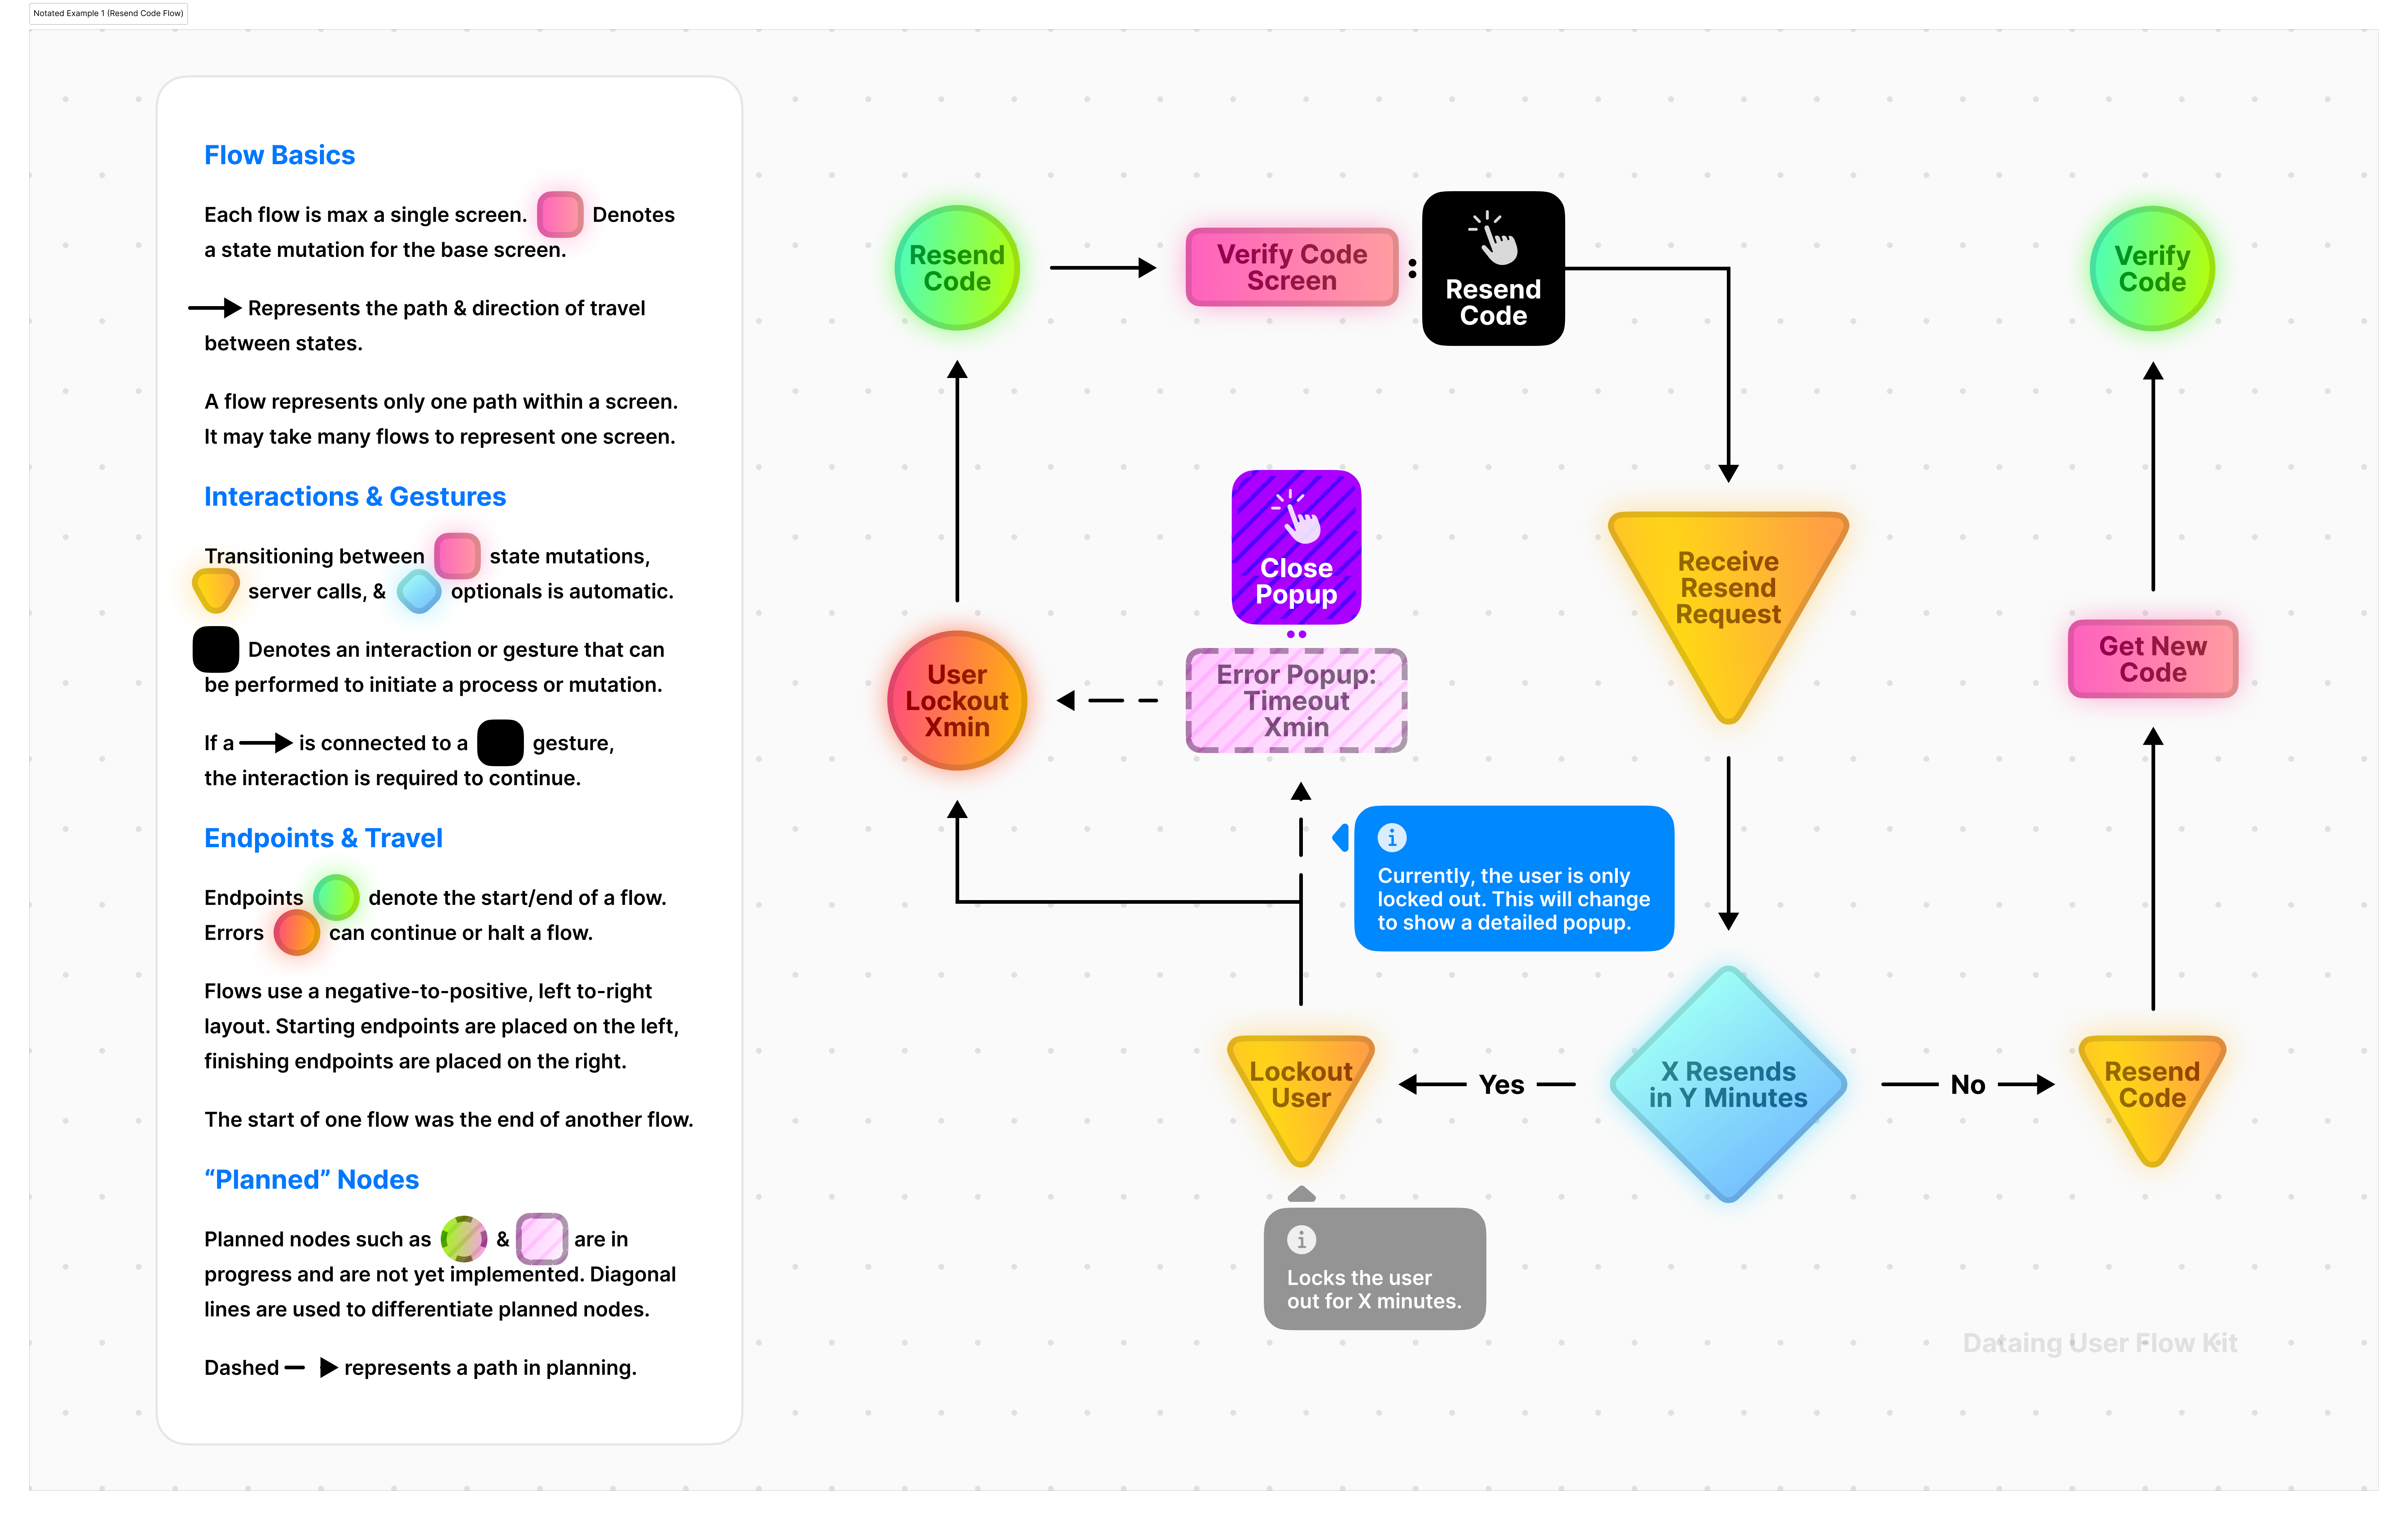 Notated Example 1 (Resend Code Flow)
Flow Basics
Each flow is max a single screen. Denotes
a state mutation for the base screen.
Represents the path & direction of travel
between states.
A flow represents only one path within a screen.
It may take many flows to represent one screen.
Interactions & Gestures
Transitioning between state mutations,
server calls, & optionals is automatic.
Denotes an interaction or gesture that can
be performed to initiate a process or mutation.
If a is connected to a gesture,
the interaction is required to continue.
Endpoints & Travel
Endpoints denote the start/end of a flow.
Errors can continue or halt a flow.
Flows use a negative-to-positive, left to-right
layout. Starting endpoints are placed on the left,
finishing endpoints are placed on the right.
The start of one flow was the end of another flow.
“Planned” Nodes
Planned nodes such as & are in
progress and are not yet implemented. Diagonal
lines are used to differentiate planned nodes.
Dashed represents a path in planning.
Resend
Code
Verify Code
Screen
Resend
Code
Verify
Code
Close
Popup
Receive
Resend
Request
User
Lockout
Xmin
Error Popup:
Timeout
Xmin
Get New
Code
Currently, the user is only
locked out. This will change
to show a detailed popup.
Lockout
User
Yes
X Resends
in Y Minutes
No
Resend
Code
Locks the user
out for X minutes.
Dataing User Flow Kit